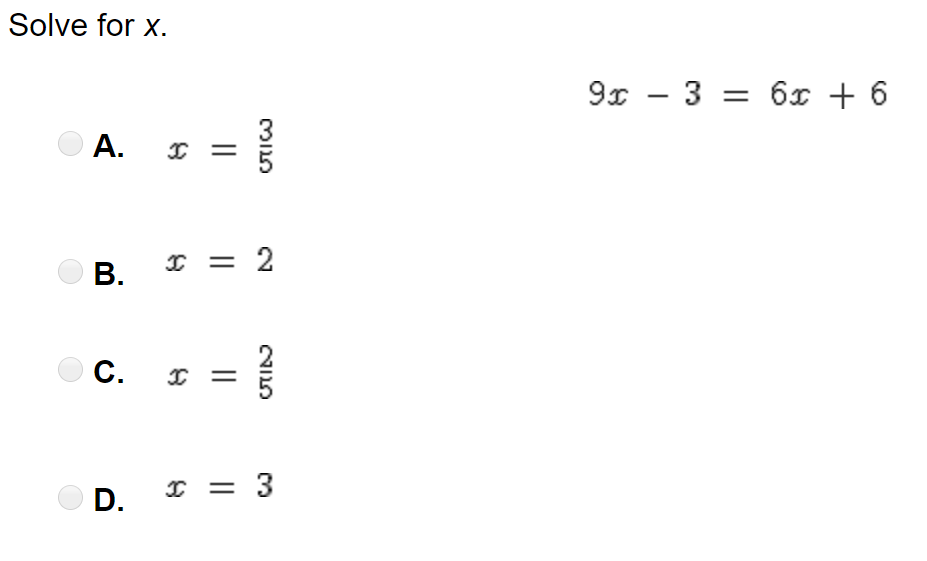 Solve for x.
9x − 3 = 6x + 6
A. x = 3/5
B. x = 2
C. x = 2/5
D. x = 3